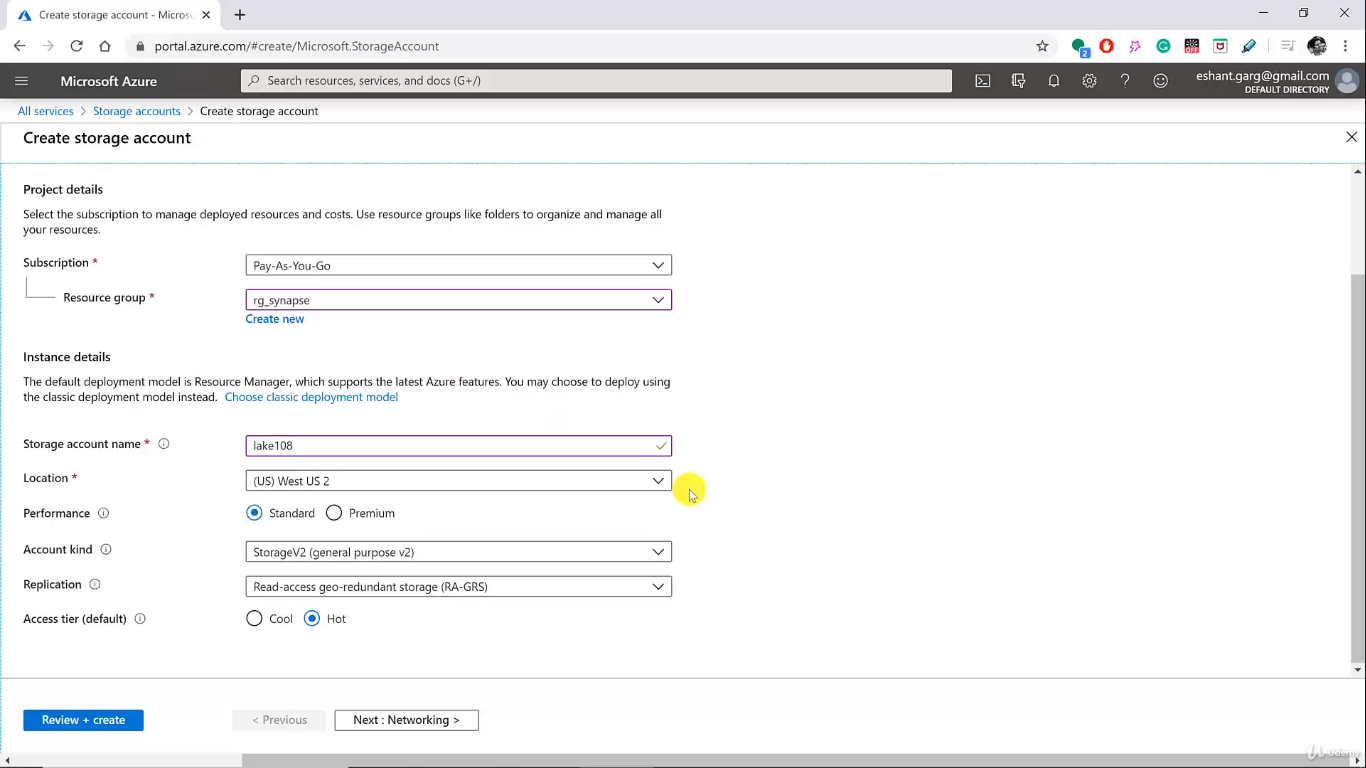 Create storage account - Micros
portal.azure.com/#create/Microsoft.StorageAccount
2
OFF
Microsoft Azure
Search resources, services, and docs (G+/)
eshant.garg@gmail.com
DEFAULT DIRECTORY
All services > Storage accounts > Create storage account
Create storage account
Project details
Select the subscription to manage deployed resources and costs. Use resource groups like folders to organize and manage all
your resources.
Subscription *
Pay-As-You-Go
Resource group *
rg_synapse
Create new
Instance details
The default deployment model is Resource Manager, which supports the latest Azure features. You may choose to deploy using
the classic deployment model instead. Choose classic deployment model
Storage account name *
lake108
Location *
(US) West US 2
Performance
Standard Premium
Account kind
StorageV2 (general purpose v2)
Replication
Read-access geo-redundant storage (RA-GRS)
Access tier (default)
Cool Hot
Review + create
< Previous
Next : Networking >
Udemy